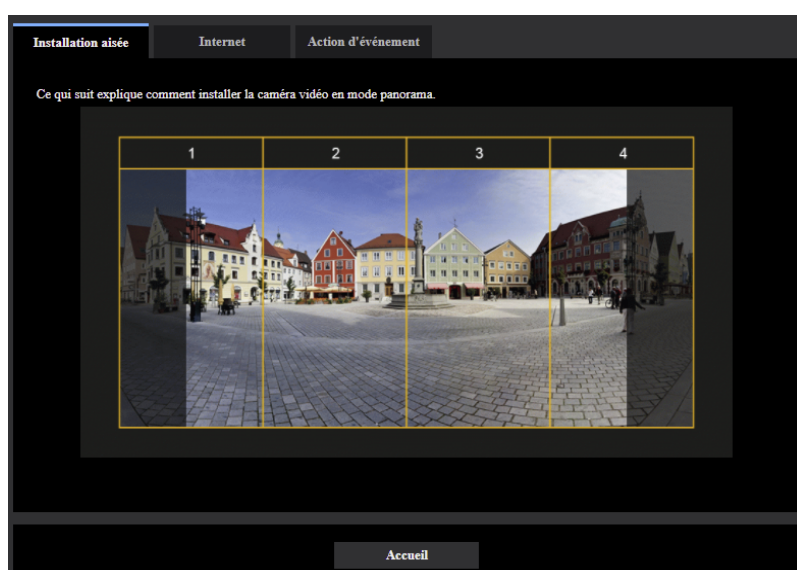 Installation aisée
Internet
Action d'événement
Ce qui suit explique comment installer la caméra vidéo en mode panorama.
1
2
3
4
Accueil